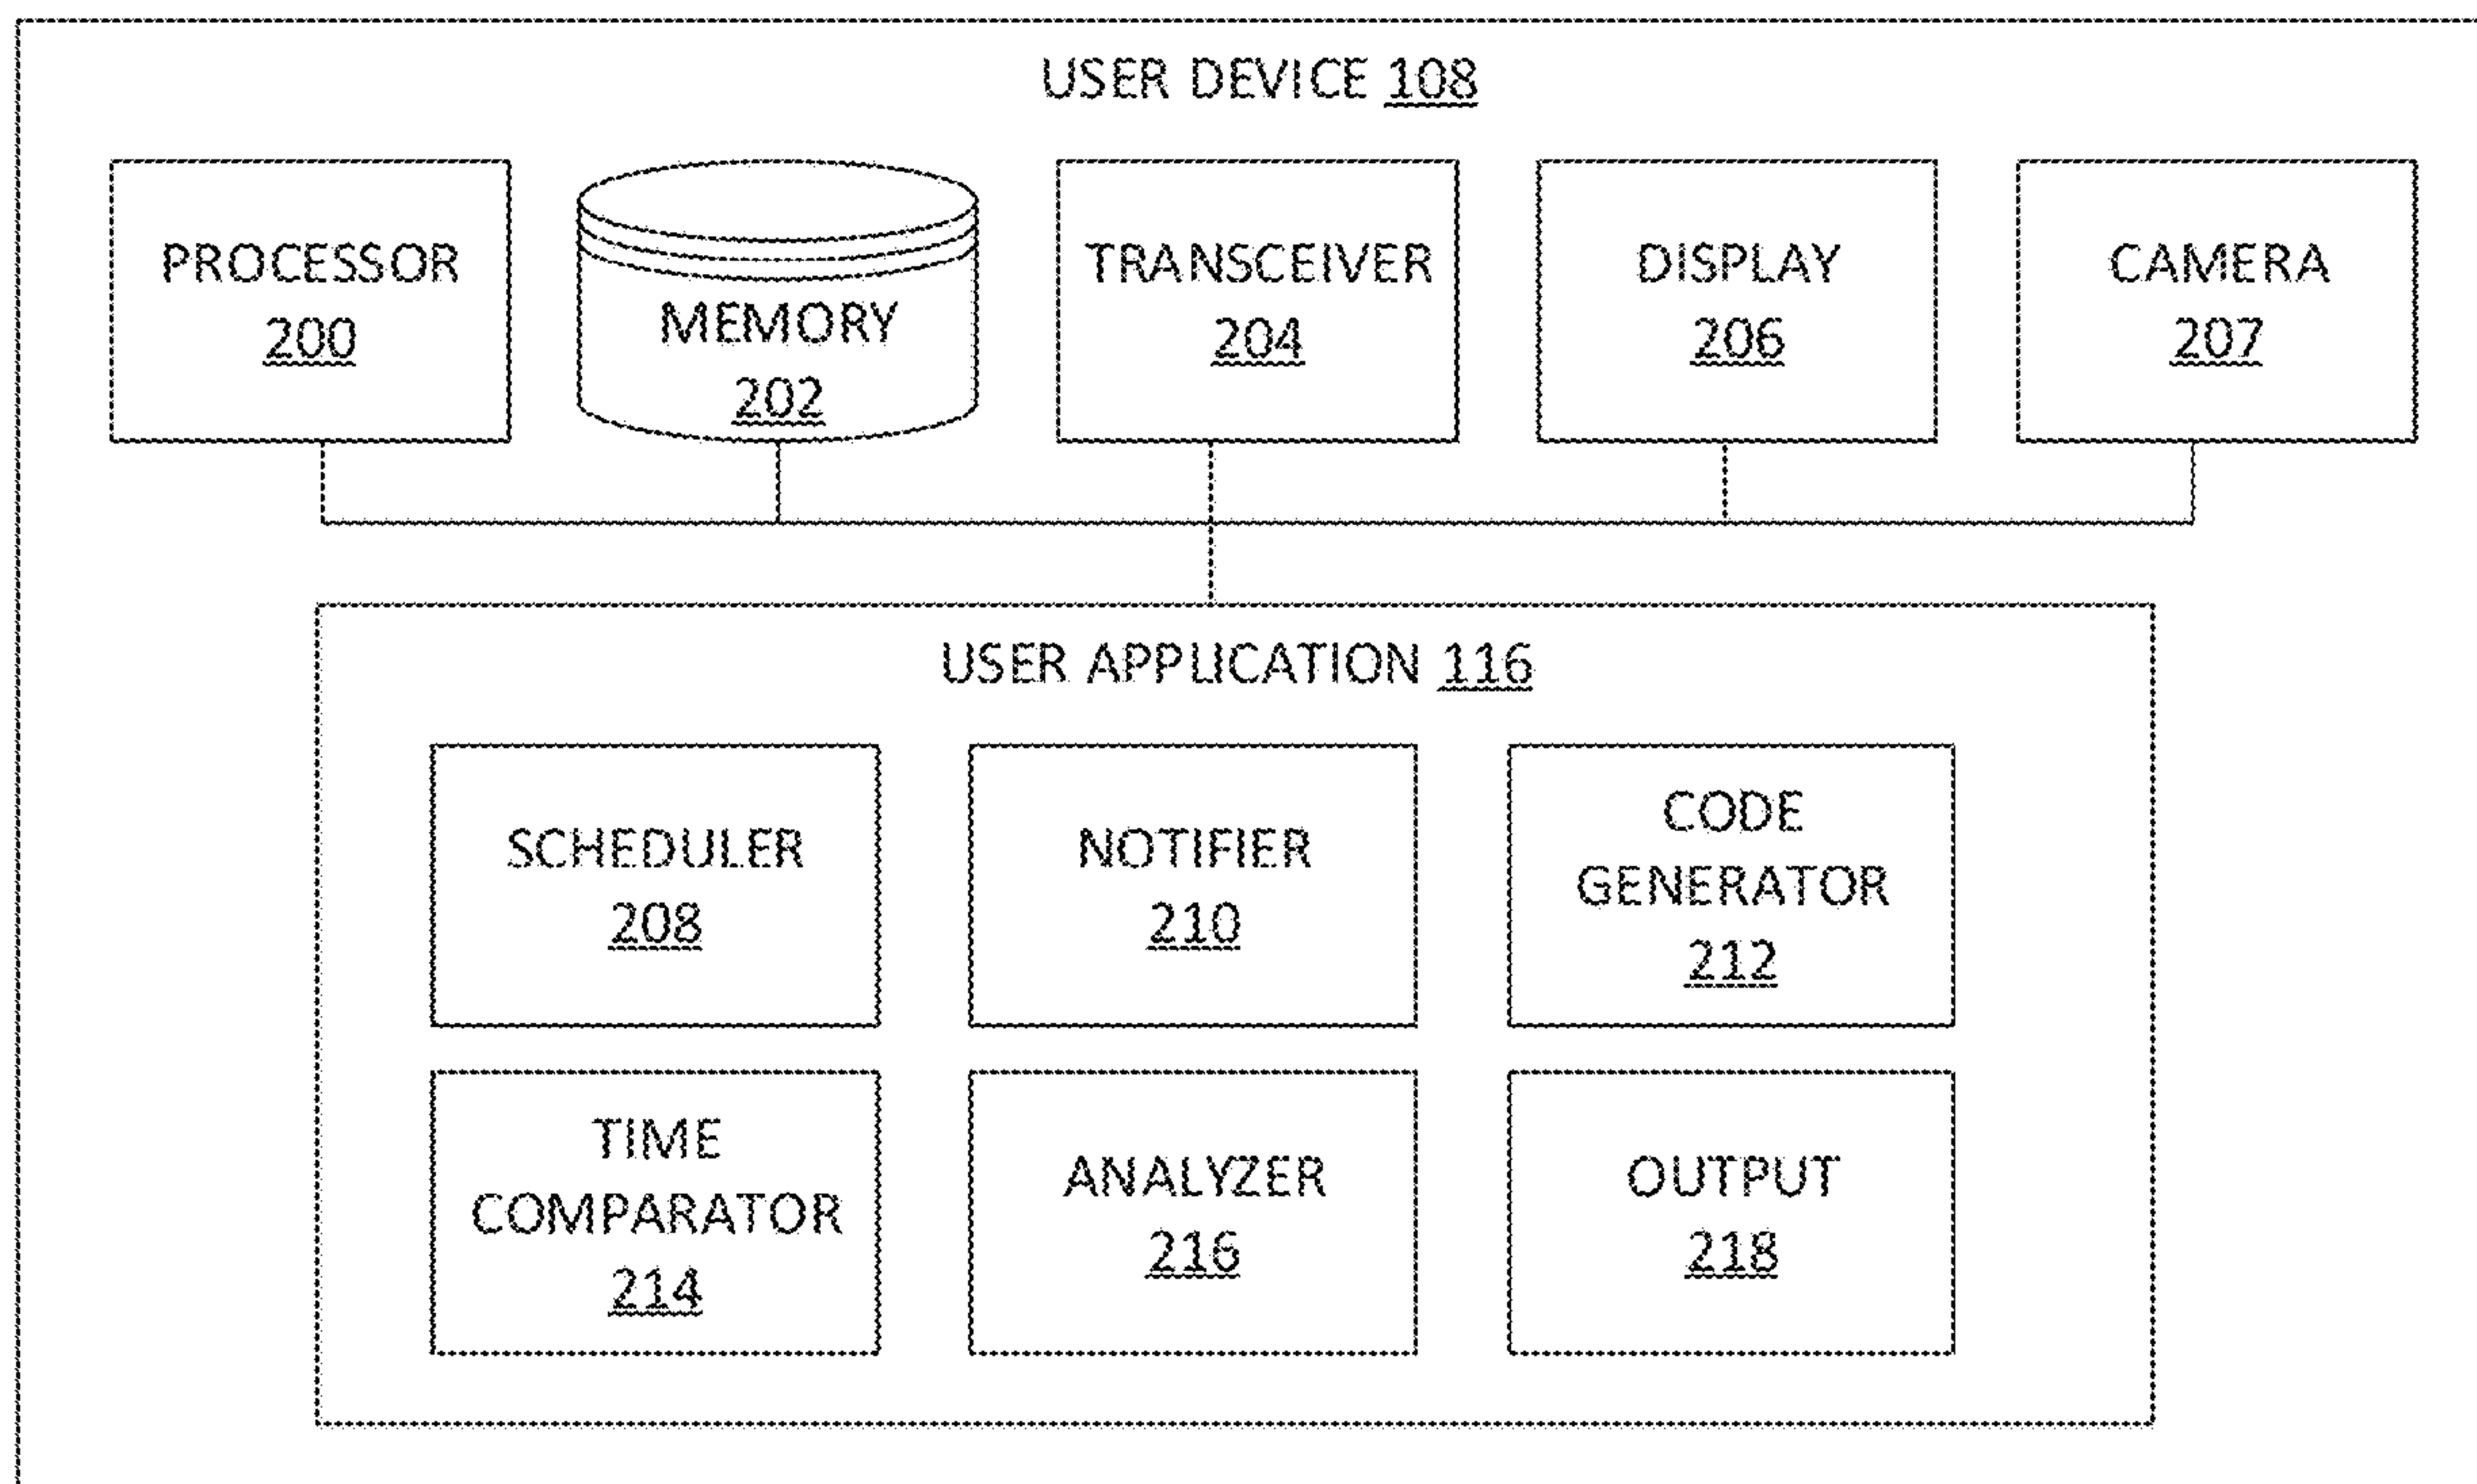 USER DEVICE 108
PROCESSOR
200
MEMORY
202
TRANSCEIVER
204
DISPLAY
206
CAMERA
207
USER APPLICATION 116
SCHEDULER
208
NOTIFIER
210
CODE
GENERATOR
212
TIME
COMPARATOR
214
ANALYZER
216
OUTPUT
218